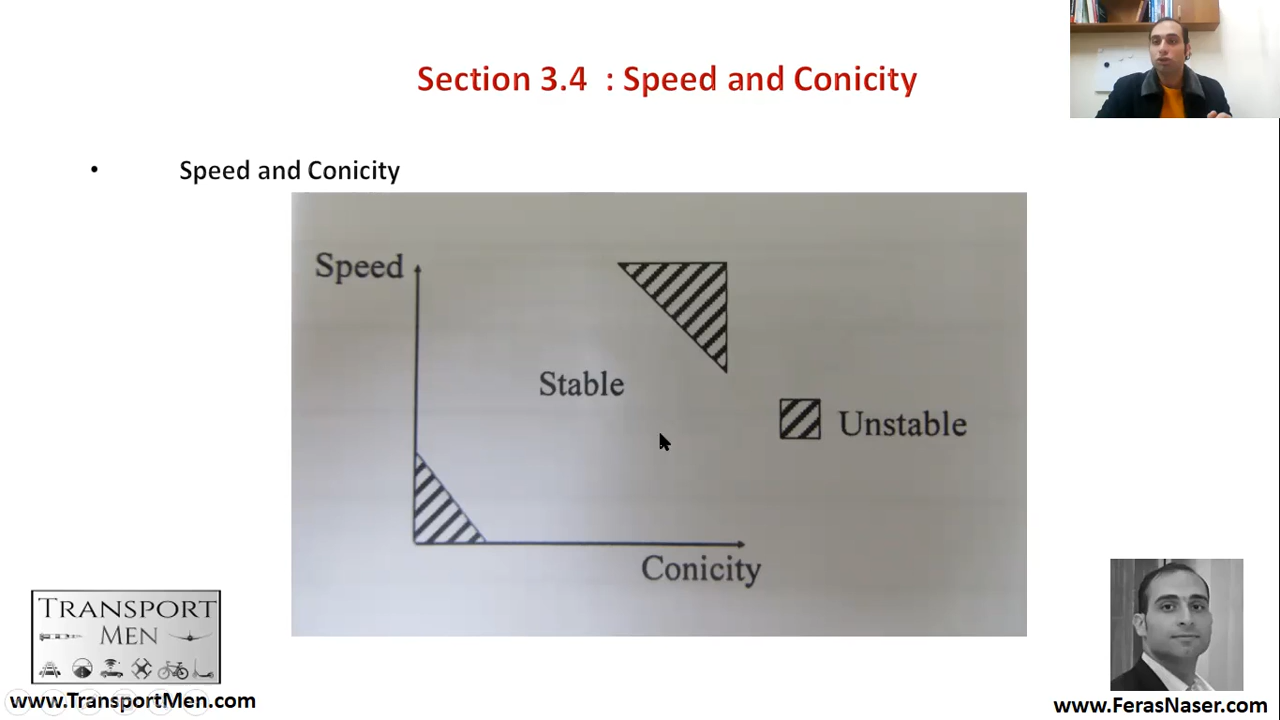 Section 3.4 : Speed and Conicity
• Speed and Conicity
Speed
Stable
Unstable
Conicity
TRANSPORT
MEN
www.TransportMen.com
www.FerasNaser.com